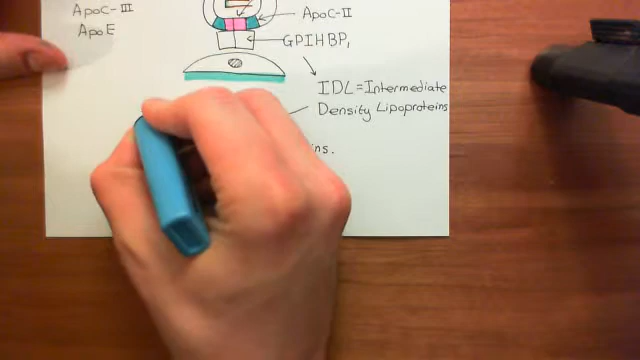 ApoC-III
ApoE
ApoC-II
GPIHBP1
IDL=Intermediate
Density Lipoproteins
ins.